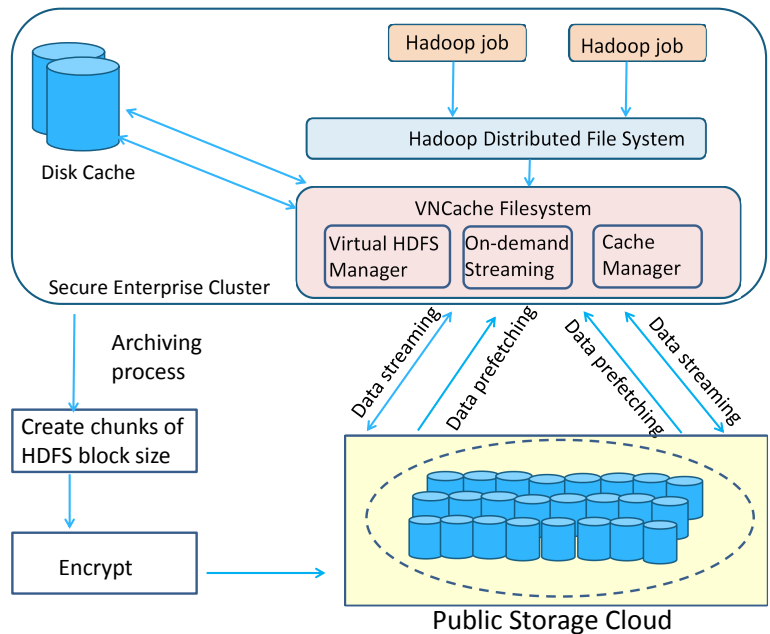 Hadoop job
Hadoop job
Hadoop Distributed File System
Disk Cache
VNCache Filesystem
Virtual HDFS
Manager
On-demand
Streaming
Cache
Manager
Secure Enterprise Cluster
Archiving
process
Data streaming
Data prefetching
Data prefetching
Data streaming
Create chunks of
HDFS block size
Encrypt
Public Storage Cloud